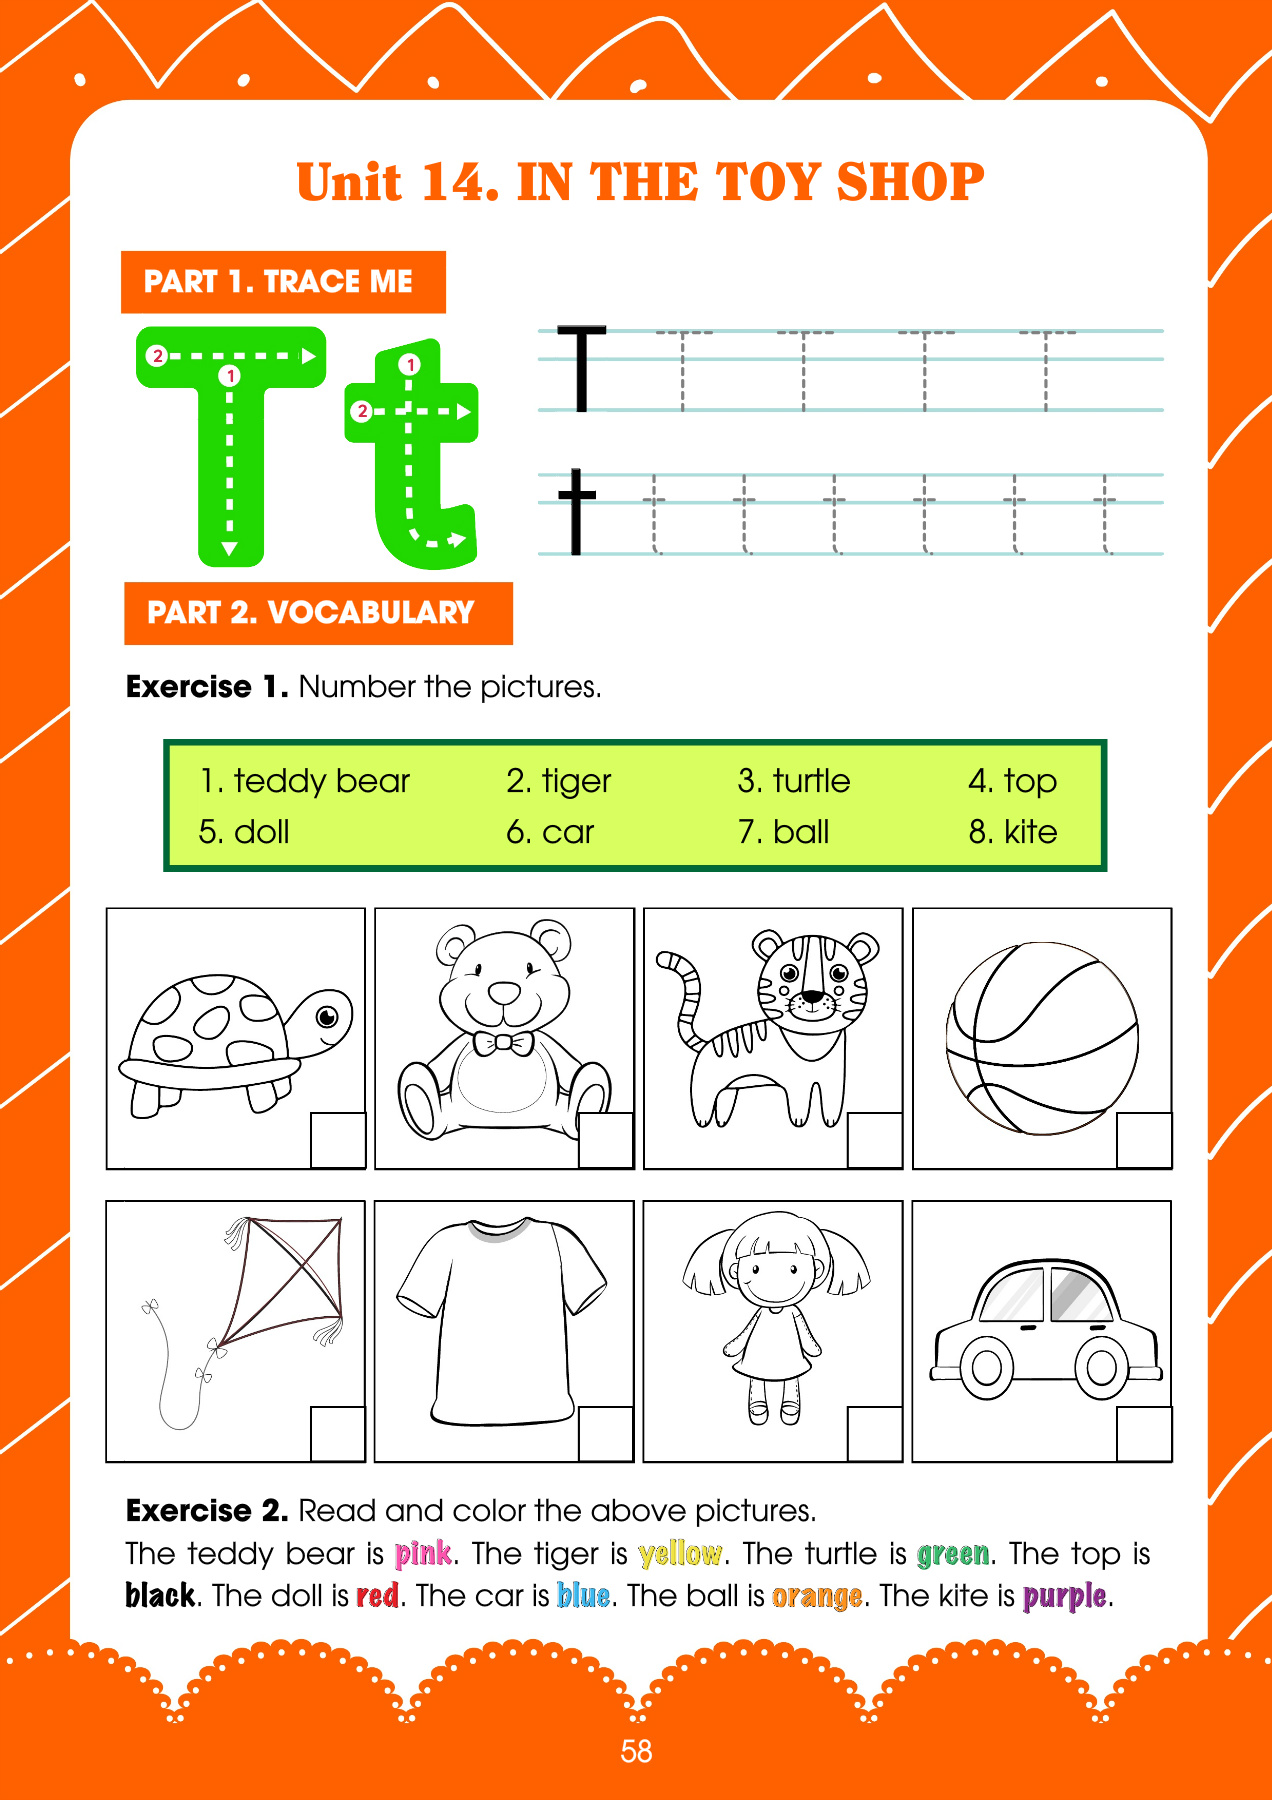 Unit 14. IN THE TOY SHOP
PART 1. TRACE ME
2 1 1 2
T T T T T
t t t t t t t
PART 2. VOCABULARY
Exercise 1. Number the pictures.
1. teddy bear 2. tiger 3. turtle 4. top
5. doll 6. car 7. ball 8. kite
Exercise 2. Read and color the above pictures.
The teddy bear is pink. The tiger is yellow. The turtle is green. The top is
black. The doll is red. The car is blue. The ball is orange. The kite is purple.
58